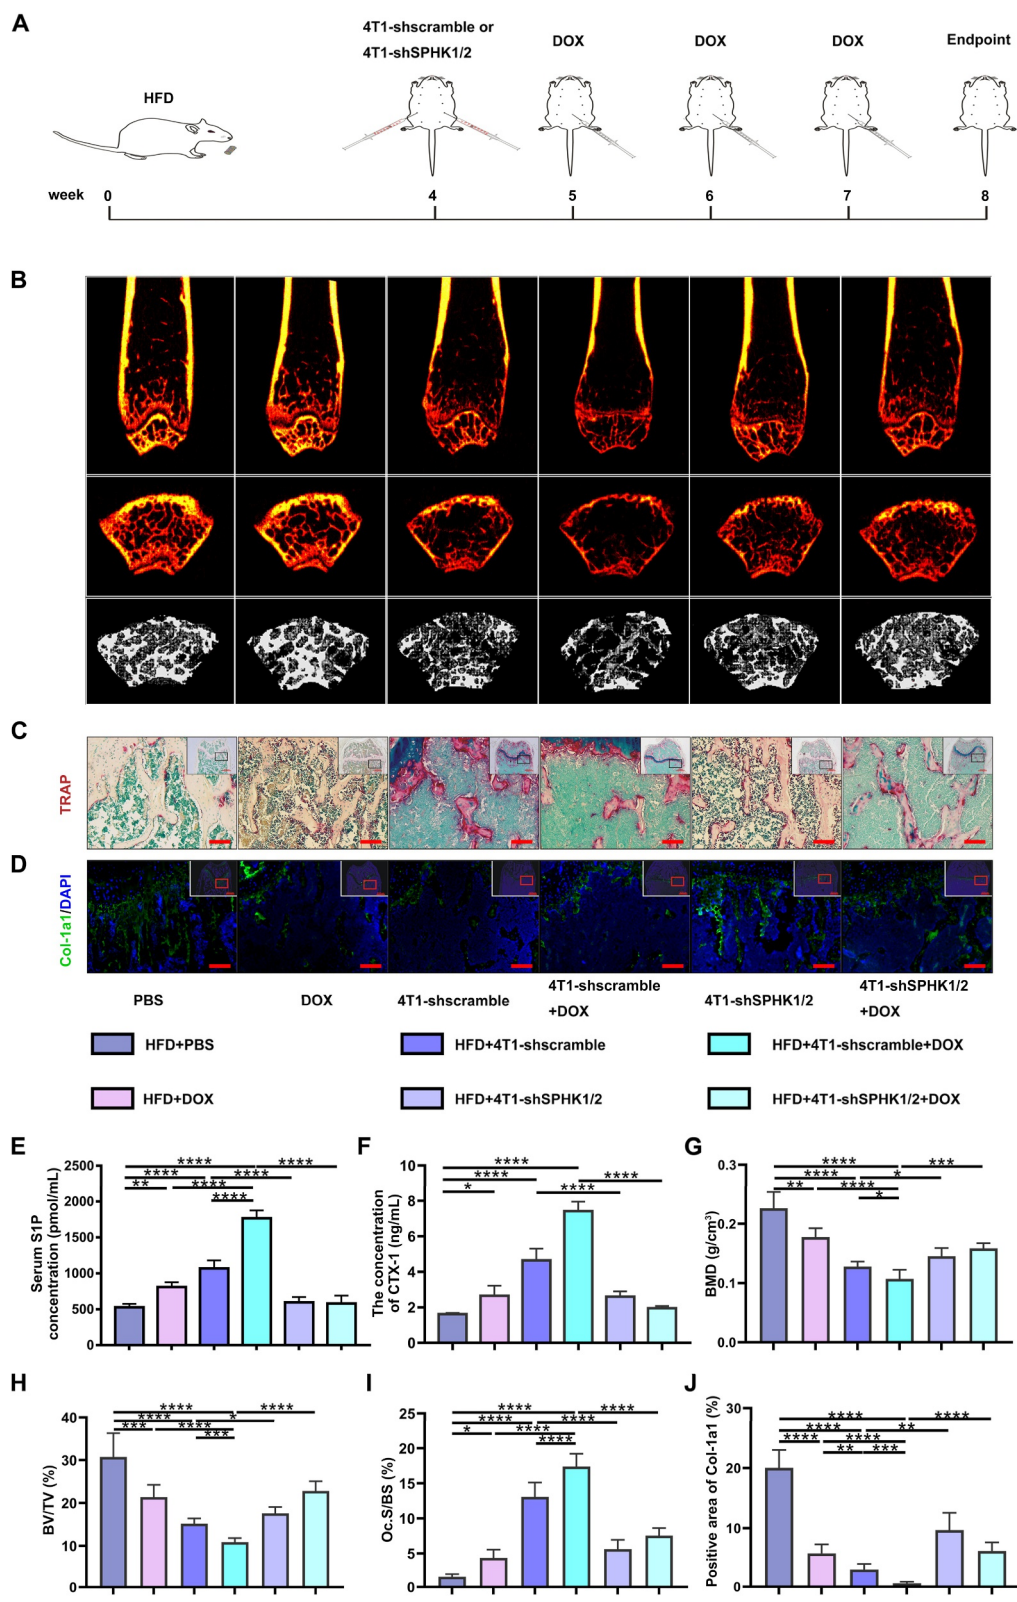 A
4T1-shscramble or
4T1-shSPHK1/2
DOX
DOX
DOX
Endpoint
HFD
week 0 4 5 6 7 8
B
C
TRAP
D
Col-1a1/DAPI
PBS
DOX
4T1-shscramble
4T1-shscramble
+DOX
4T1-shSPHK1/2
4T1-shSPHK1/2
+DOX
HFD+PBS
HFD+4T1-shscramble
HFD+4T1-shscramble+DOX
HFD+DOX
HFD+4T1-shSPHK1/2
HFD+4T1-shSPHK1/2+DOX
E
Serum S1P
concentration (pmol/mL)
2500
2000
1500
1000
500
0
****
**** ****
** ****
****
F
The concentration
of CTX-1 (ng/mL)
10
8
6
4
2
0
****
**** ****
* ****
G
BMD (g/cm³)
0.3
0.2
0.1
0.0
**** ***
**** *
** ****
*
H
BV/TV (%)
40
30
20
10
0
**** ****
**** *
*** ****
***
I
Oc.S/BS (%)
25
20
15
10
5
0
**** ****
**** ****
* ****
****
J
Positive area of Col-1a1 (%)
30
20
10
0
**** ****
**** **
**** ****
** ***